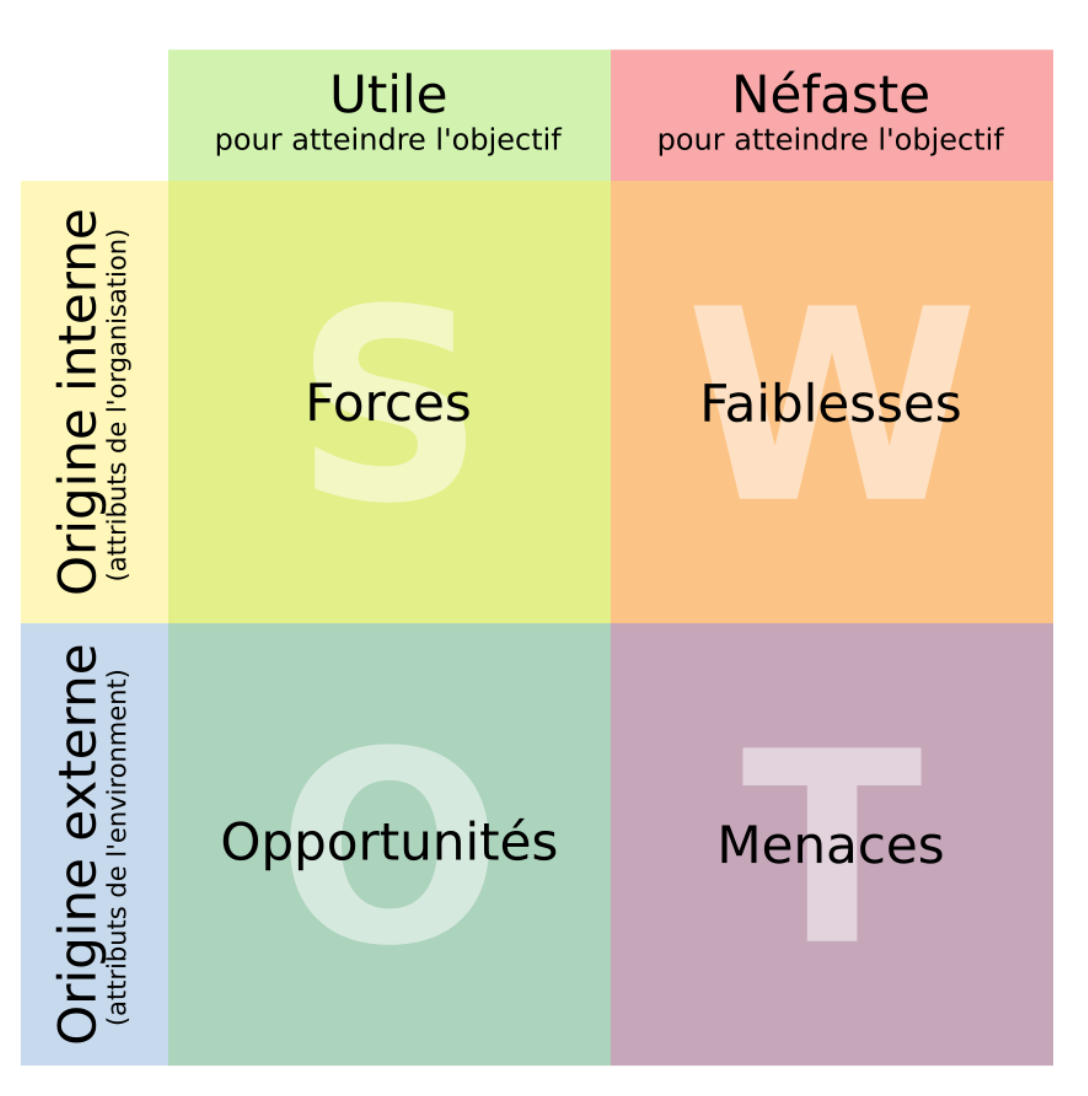 Utile
pour atteindre l'objectif
Néfaste
pour atteindre l'objectif
Origine interne
(attributs de l'organisation)
S
Forces
W
Faiblesses
Origine externe
(attributs de l'environment)
O
Opportunités
T
Menaces